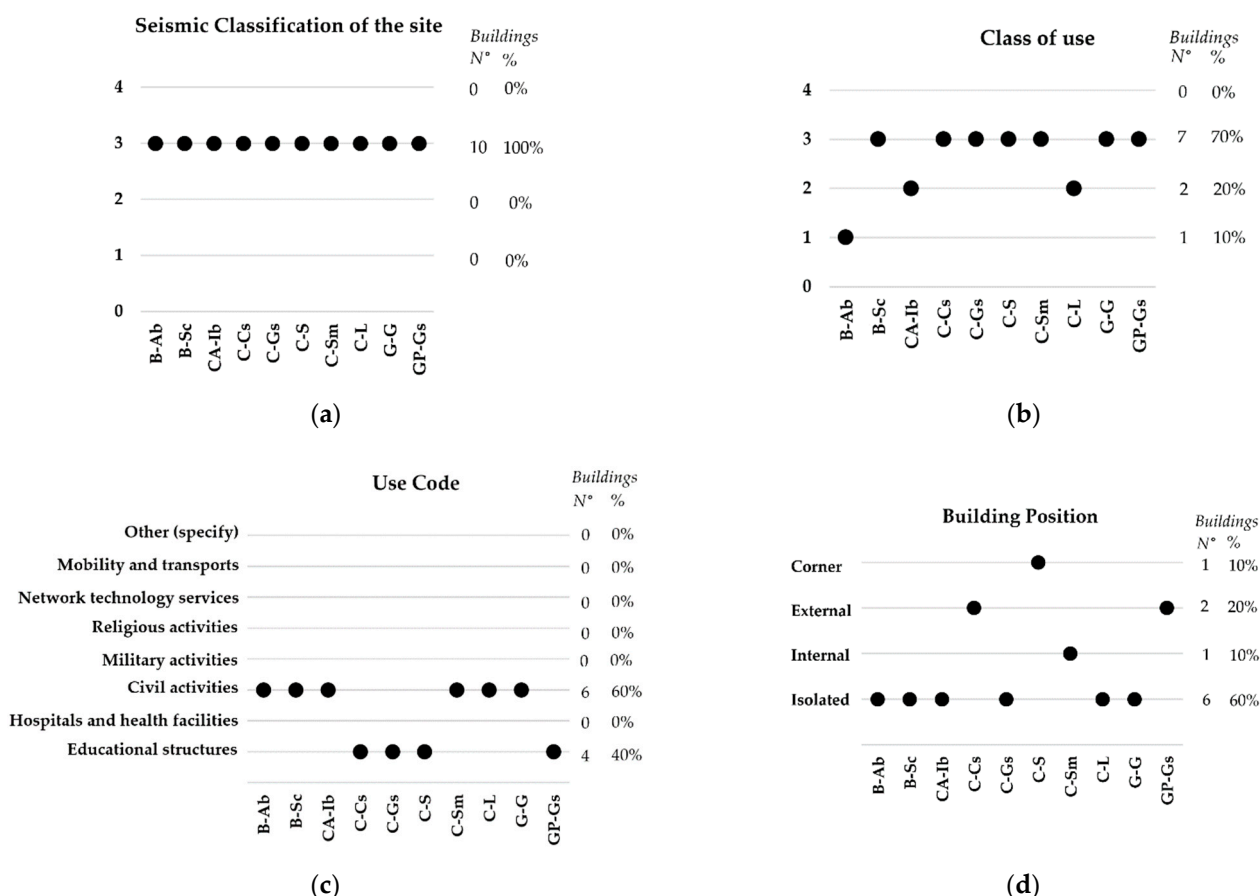 Seismic Classification of the site
Buildings
N° %
4 0 0%
3 10 100%
2 0 0%
1 0 0%
0
B-Ab B-Sc CA-Ib C-Cs C-Gs C-S C-Sm C-L G-G GP-Gs
(a)
Class of use
Buildings
N° %
4 0 0%
3 7 70%
2 2 20%
1 1 10%
0
B-Ab B-Sc CA-Ib C-Cs C-Gs C-S C-Sm C-L G-G GP-Gs
(b)
Use Code
Buildings
N° %
Other (specify) 0 0%
Mobility and transports 0 0%
Network technology services 0 0%
Religious activities 0 0%
Military activities 0 0%
Civil activities 6 60%
Hospitals and health facilities 0 0%
Educational structures 4 40%
B-Ab B-Sc CA-Ib C-Cs C-Gs C-S C-Sm C-L G-G GP-Gs
(c)
Building Position
Buildings
N° %
Corner 1 10%
External 2 20%
Internal 1 10%
Isolated 6 60%
B-Ab B-Sc CA-Ib C-Cs C-Gs C-S C-Sm C-L G-G GP-Gs
(d)